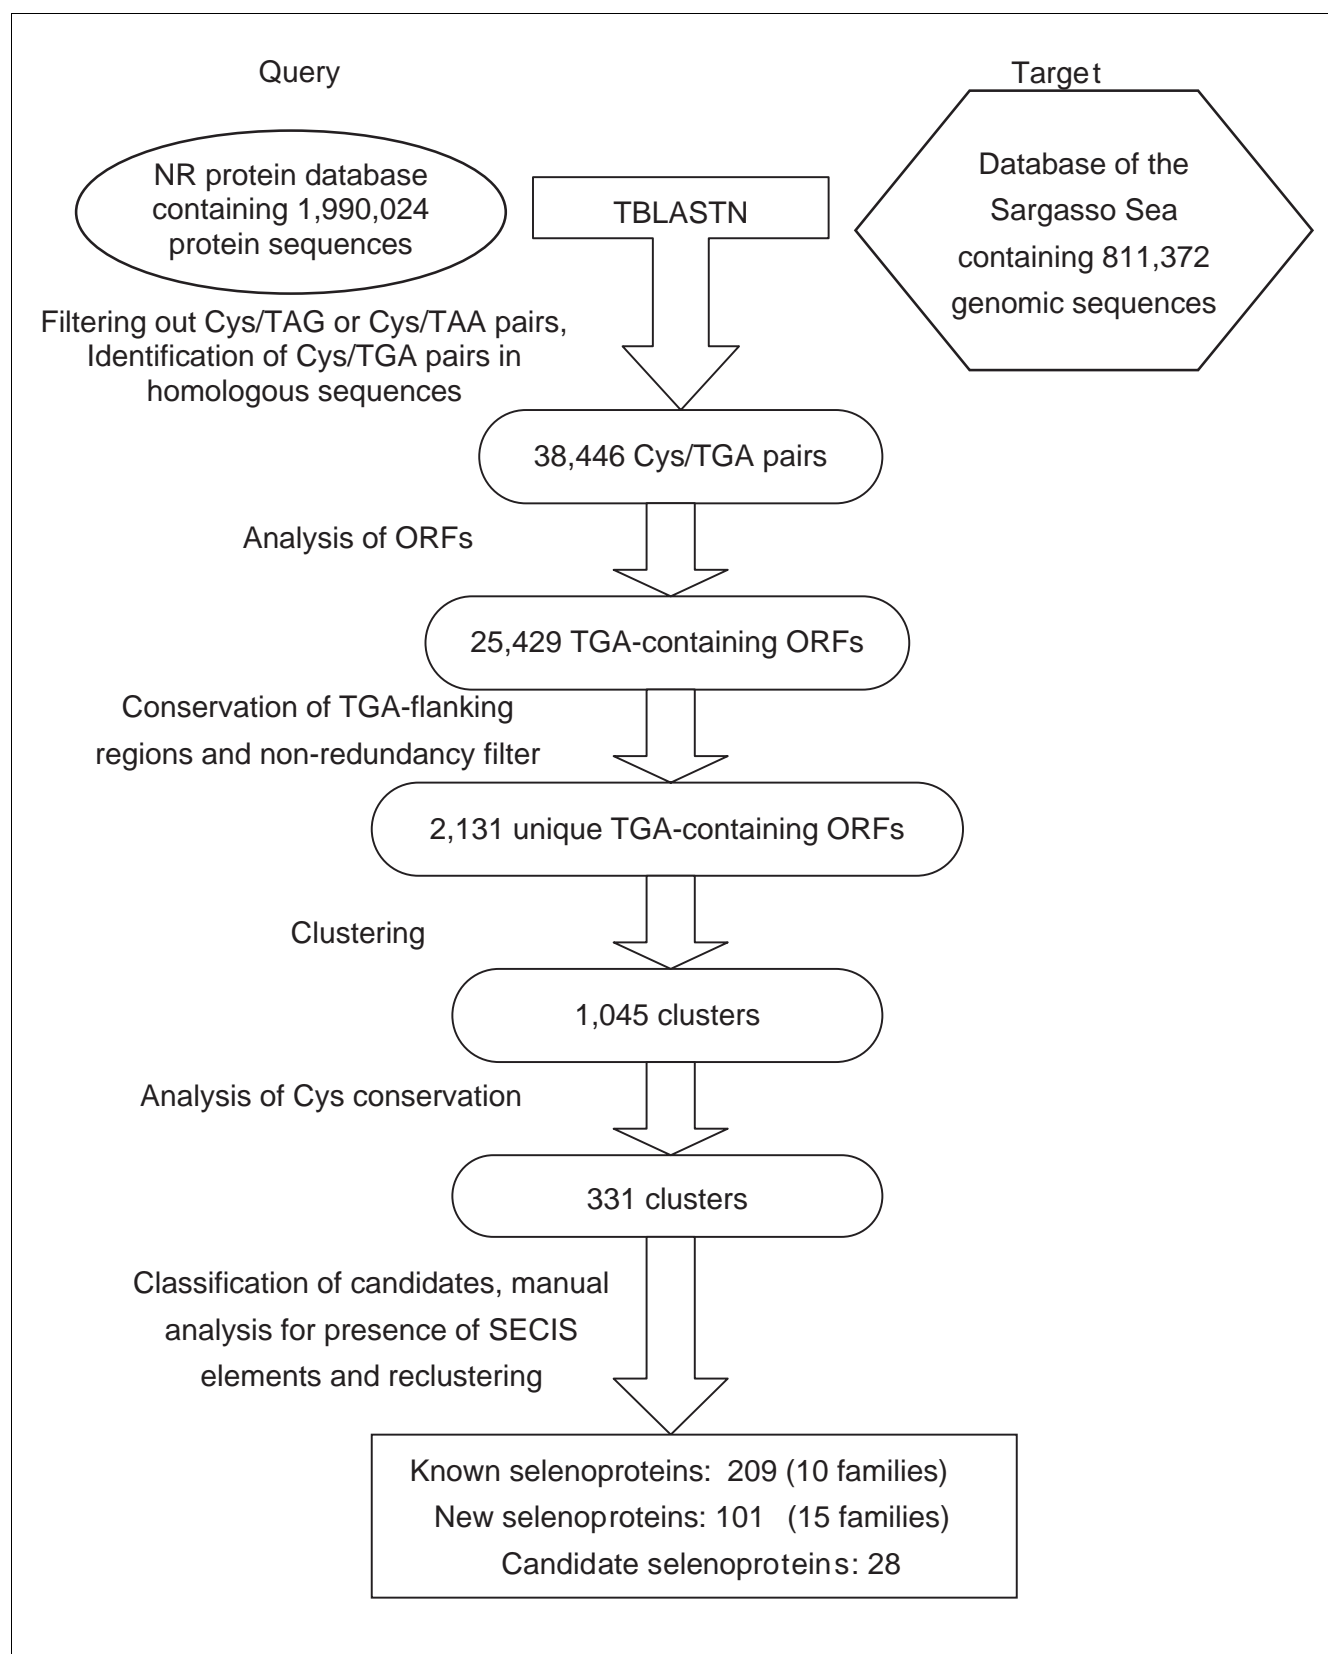 Query
Target
NR protein database
containing 1,990,024
protein sequences
TBLASTN
Database of the
Sargasso Sea
containing 811,372
genomic sequences
Filtering out Cys/TAG or Cys/TAA pairs,
Identification of Cys/TGA pairs in
homologous sequences
38,446 Cys/TGA pairs
Analysis of ORFs
25,429 TGA-containing ORFs
Conservation of TGA-flanking
regions and non-redundancy filter
2,131 unique TGA-containing ORFs
Clustering
1,045 clusters
Analysis of Cys conservation
331 clusters
Classification of candidates, manual
analysis for presence of SECIS
elements and reclustering
Known selenoproteins: 209 (10 families)
New selenoproteins: 101 (15 families)
Candidate selenoproteins: 28